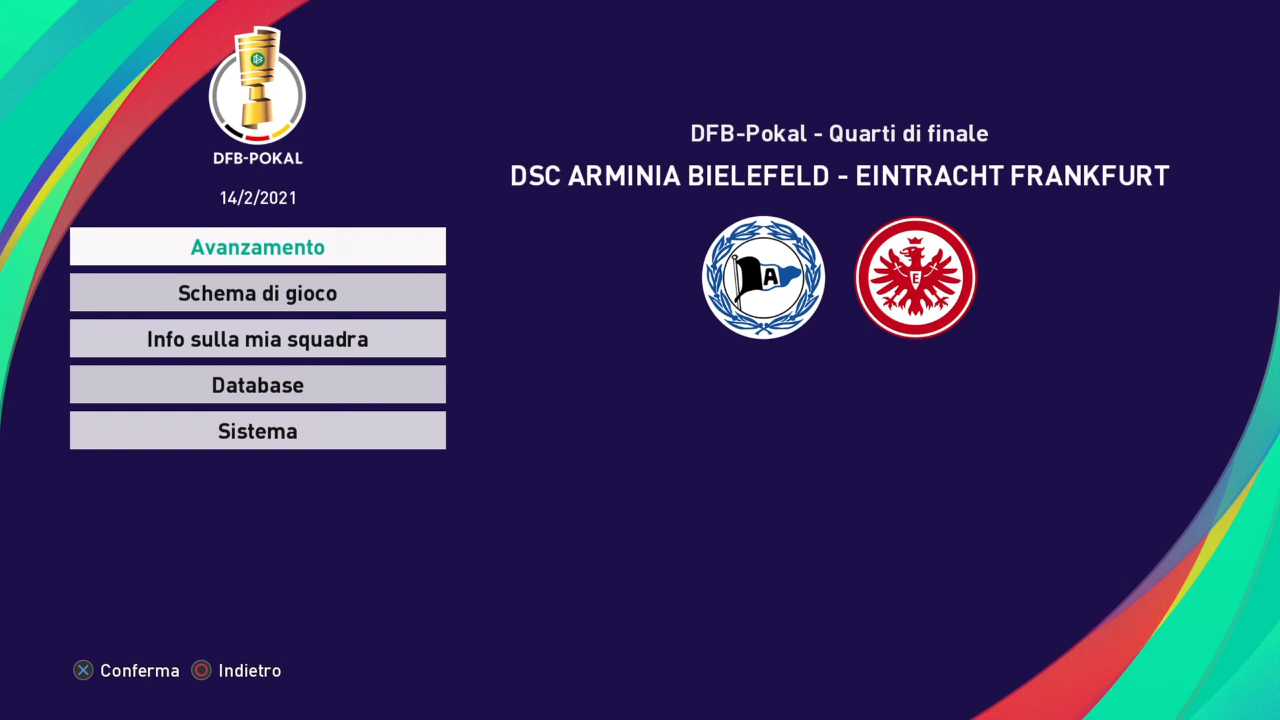 DFB-POKAL
14/2/2021
Avanzamento
Schema di gioco
Info sulla mia squadra
Database
Sistema
DFB-Pokal - Quarti di finale
DSC ARMINIA BIELEFELD - EINTRACHT FRANKFURT
A
E
Conferma Indietro